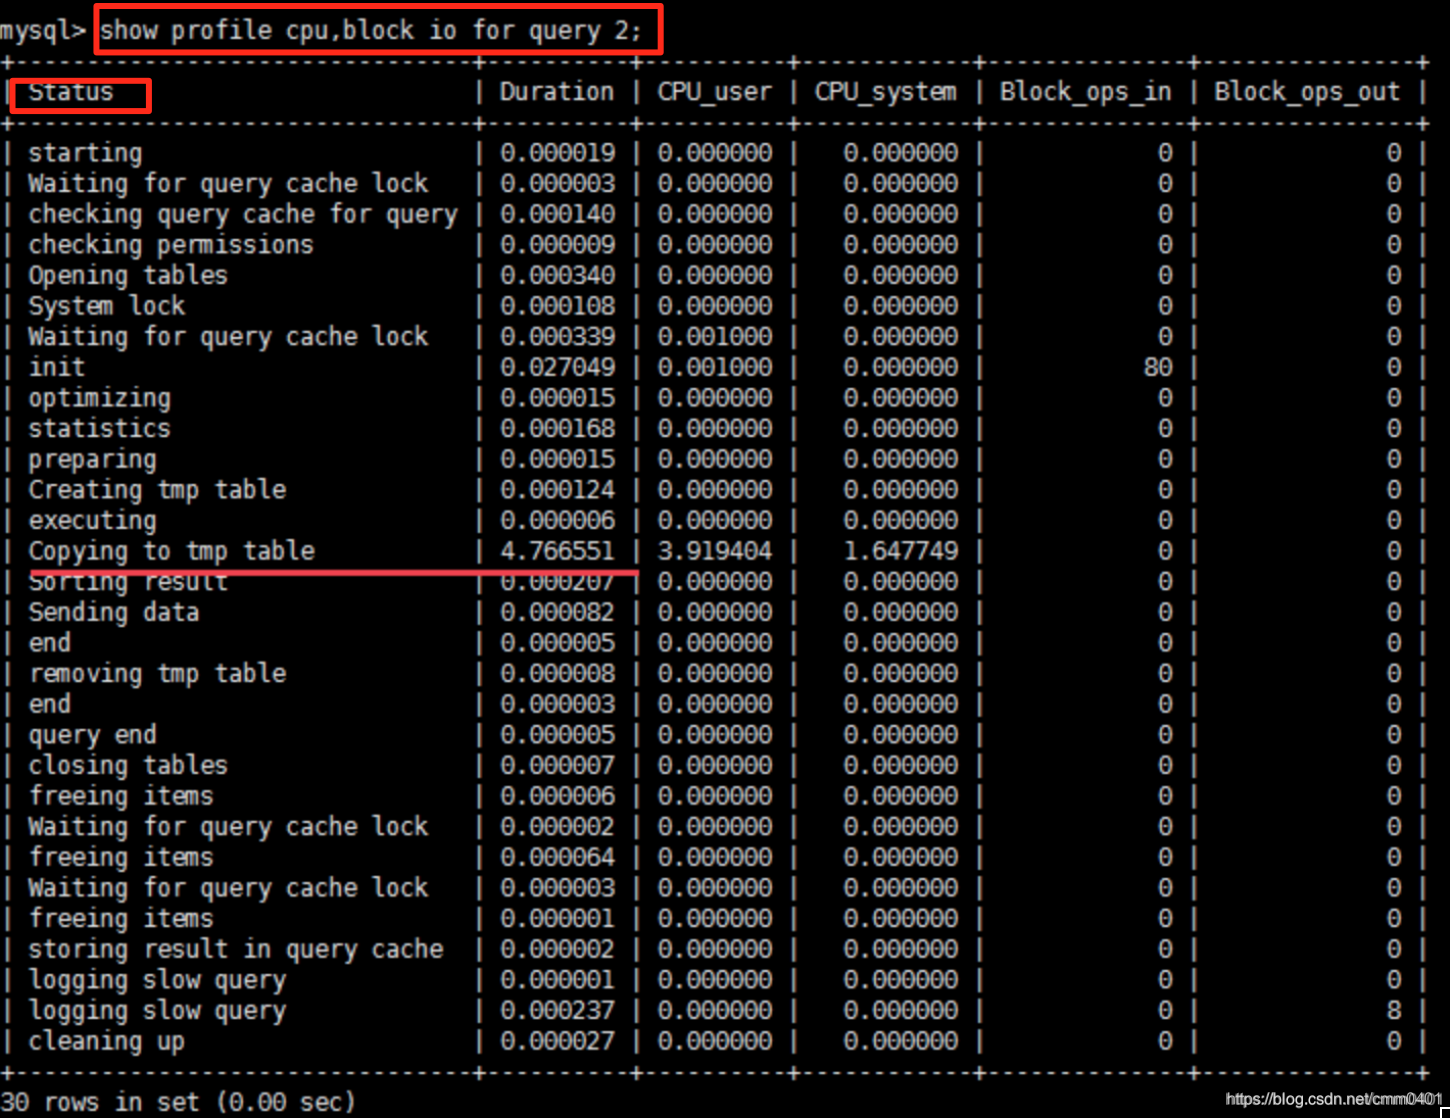 mysql> show profile cpu,block io for query 2;
+--------------------------------+----------+----------+------------+--------------+---------------+
| Status | Duration | CPU_user | CPU_system | Block_ops_in | Block_ops_out |
+--------------------------------+----------+----------+------------+--------------+---------------+
| starting | 0.000019 | 0.000000 | 0.000000 | 0 | 0 |
| Waiting for query cache lock | 0.000003 | 0.000000 | 0.000000 | 0 | 0 |
| checking query cache for query | 0.000140 | 0.000000 | 0.000000 | 0 | 0 |
| checking permissions | 0.000009 | 0.000000 | 0.000000 | 0 | 0 |
| Opening tables | 0.000340 | 0.000000 | 0.000000 | 0 | 0 |
| System lock | 0.000108 | 0.000000 | 0.000000 | 0 | 0 |
| Waiting for query cache lock | 0.000339 | 0.001000 | 0.000000 | 0 | 0 |
| init | 0.027049 | 0.001000 | 0.000000 | 80 | 0 |
| optimizing | 0.000015 | 0.000000 | 0.000000 | 0 | 0 |
| statistics | 0.000168 | 0.000000 | 0.000000 | 0 | 0 |
| preparing | 0.000015 | 0.000000 | 0.000000 | 0 | 0 |
| Creating tmp table | 0.000124 | 0.000000 | 0.000000 | 0 | 0 |
| executing | 0.000006 | 0.000000 | 0.000000 | 0 | 0 |
| Copying to tmp table | 4.766551 | 3.919404 | 1.647749 | 0 | 0 |
| Sorting result | 0.000207 | 0.000000 | 0.000000 | 0 | 0 |
| Sending data | 0.000082 | 0.000000 | 0.000000 | 0 | 0 |
| end | 0.000005 | 0.000000 | 0.000000 | 0 | 0 |
| removing tmp table | 0.000008 | 0.000000 | 0.000000 | 0 | 0 |
| end | 0.000003 | 0.000000 | 0.000000 | 0 | 0 |
| query end | 0.000005 | 0.000000 | 0.000000 | 0 | 0 |
| closing tables | 0.000007 | 0.000000 | 0.000000 | 0 | 0 |
| freeing items | 0.000006 | 0.000000 | 0.000000 | 0 | 0 |
| Waiting for query cache lock | 0.000002 | 0.000000 | 0.000000 | 0 | 0 |
| freeing items | 0.000064 | 0.000000 | 0.000000 | 0 | 0 |
| Waiting for query cache lock | 0.000003 | 0.000000 | 0.000000 | 0 | 0 |
| freeing items | 0.000001 | 0.000000 | 0.000000 | 0 | 0 |
| storing result in query cache | 0.000002 | 0.000000 | 0.000000 | 0 | 0 |
| logging slow query | 0.000001 | 0.000000 | 0.000000 | 0 | 0 |
| logging slow query | 0.000237 | 0.000000 | 0.000000 | 0 | 8 |
| cleaning up | 0.000027 | 0.000000 | 0.000000 | 0 | 0 |
+--------------------------------+----------+----------+------------+--------------+---------------+
30 rows in set (0.00 sec)
https://blog.csdn.net/cmm0401